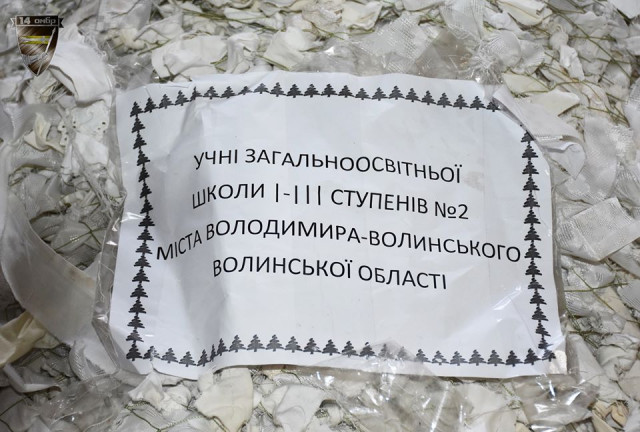 14 омбр
УЧНІ ЗАГАЛЬНООСВІТНЬОЇ
ШКОЛИ І-ІІІ СТУПЕНІВ №2
МІСТА ВОЛОДИМИРА-ВОЛИНСЬКОГО
ВОЛИНСЬКОЇ ОБЛАСТІ